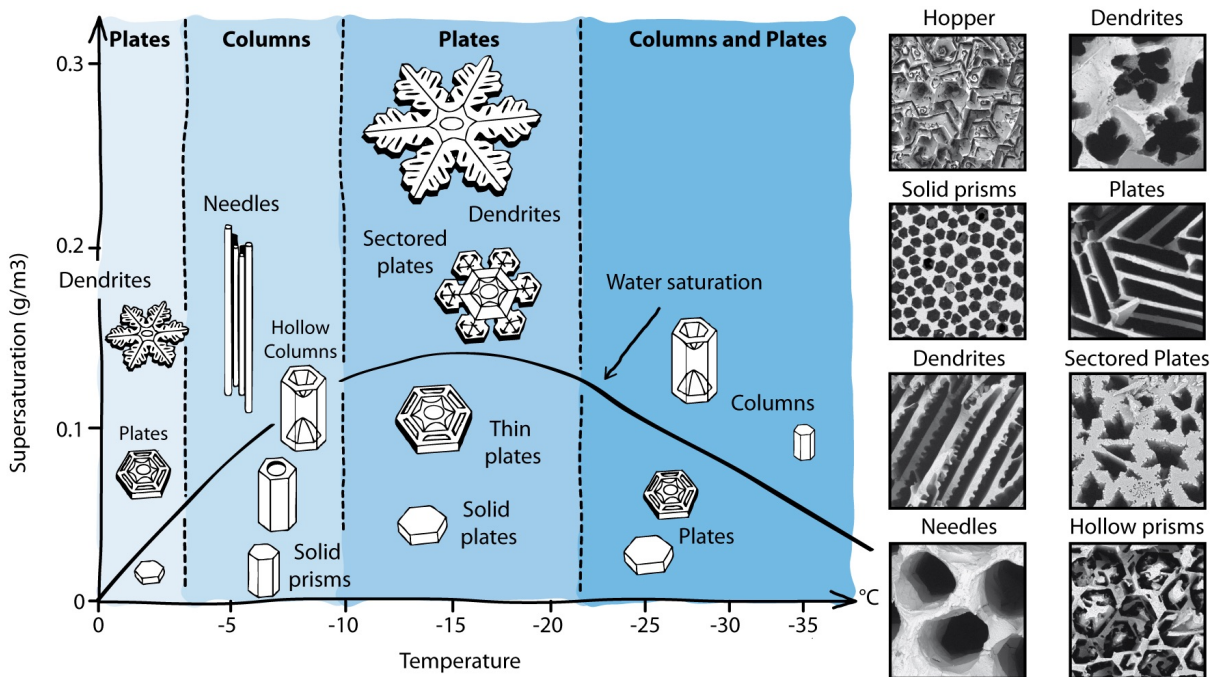 Plates
Columns
Plates
Columns and Plates
Supersaturation (g/m3)
0.3
0.2
0.1
0
Dendrites
Plates
Needles
Hollow
Columns
Solid
prisms
Dendrites
Sectored
plates
Thin
plates
Solid
plates
Water saturation
Columns
Plates
0
-5
-10
-15
-20
-25
-30
-35
°C
Temperature
Hopper
Dendrites
Solid prisms
Plates
Dendrites
Sectored Plates
Needles
Hollow prisms